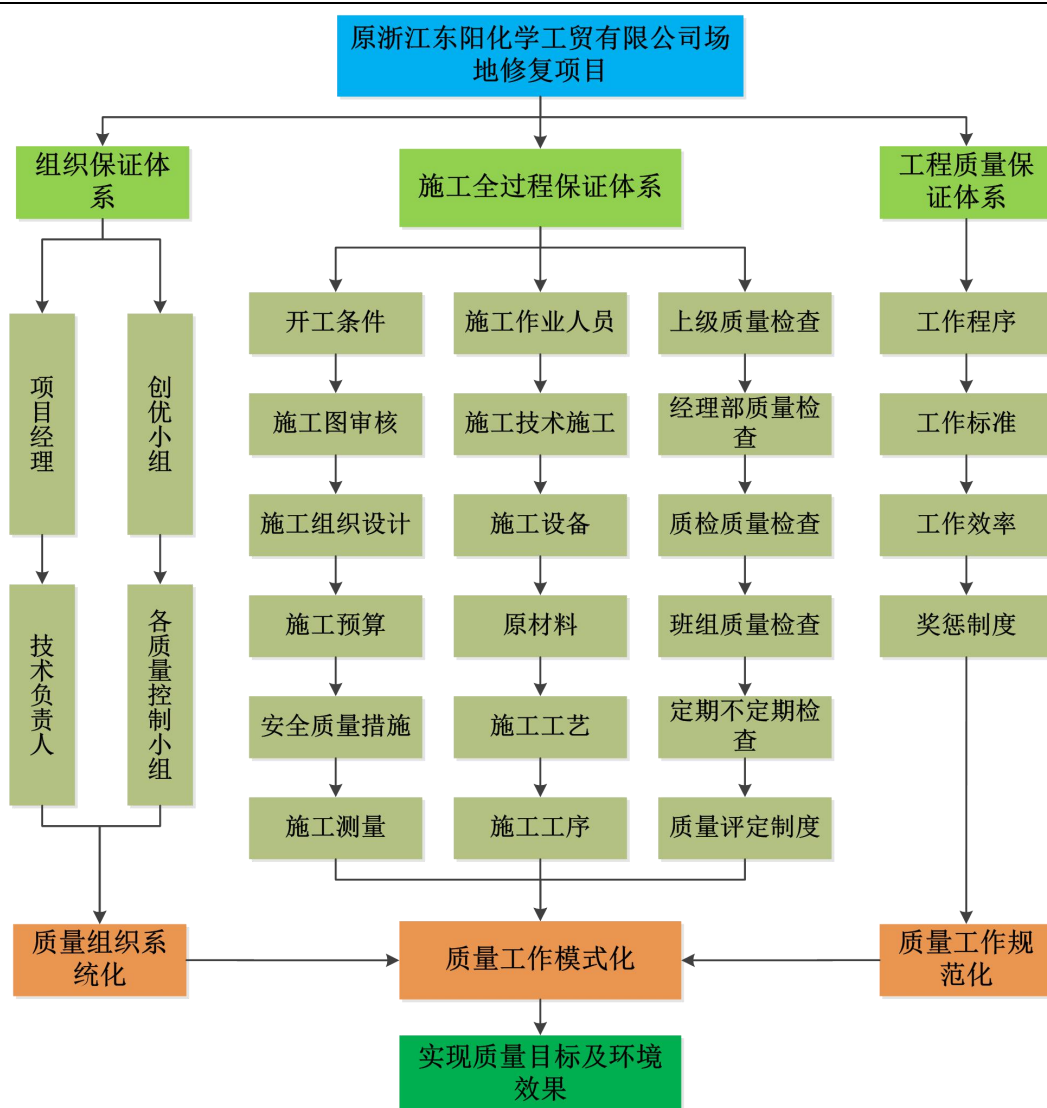 原浙江东阳化学工贸有限公司场
地修复项目
组织保证体
系
施工全过程保证体系
工程质量保
证体系
项目经理
创优小组
技术负责人
各质量控制小组
开工条件
施工图审核
施工组织设计
施工预算
安全质量措施
施工测量
施工作业人员
施工技术施工
施工设备
原材料
施工工艺
施工工序
上级质量检查
经理部质量检
查
质检质量检查
班组质量检查
定期不定期检
查
质量评定制度
工作程序
工作标准
工作效率
奖惩制度
质量组织系
统化
质量工作模式化
质量工作规
范化
实现质量目标及环境
效果